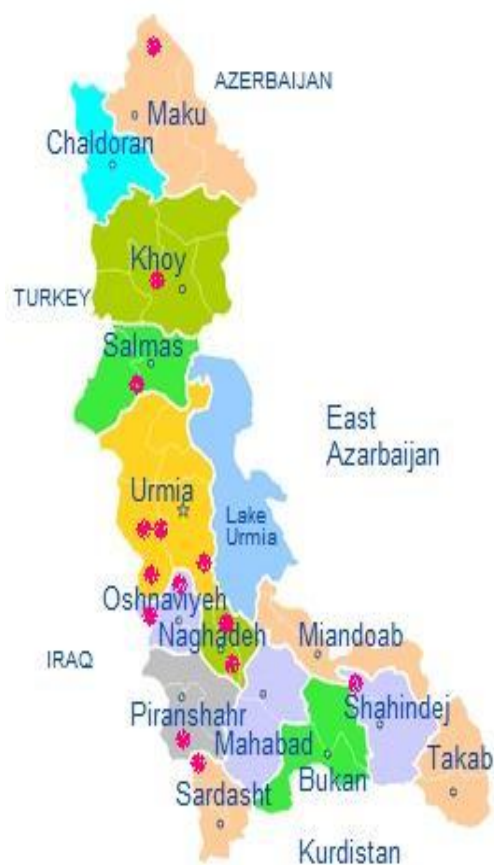 AZERBAIJAN
Maku
Chaldoran
Khoy
TURKEY
Salmas
East
Azarbaijan
Urmia
Lake
Urmia
Oshnaviyeh
Naghadeh
Miandoab
IRAQ
Piranshahr
Shahindej
Mahabad
Takab
Bukan
Sardasht
Kurdistan